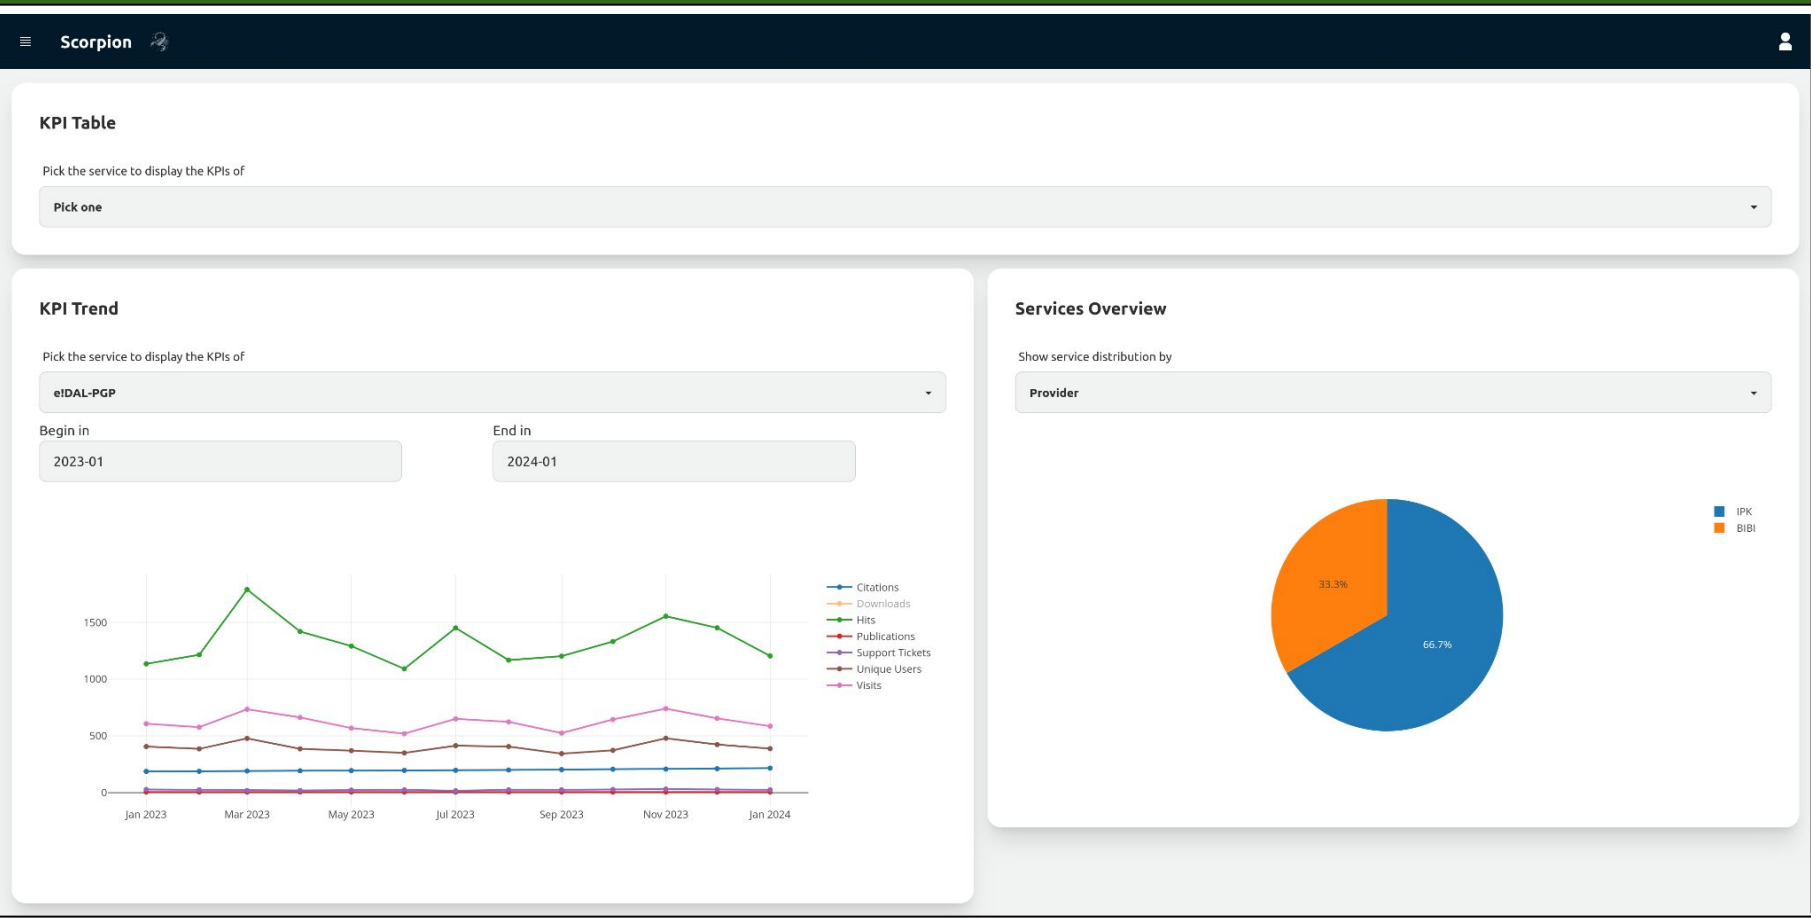 Scorpion
KPI Table
Pick the service to display the KPIs of
Pick one
KPI Trend
Pick the service to display the KPIs of
e!DAL-PGP
Begin in
End in
2023-01
2024-01
1500
1000
500
0
Jan 2023
Mar 2023
May 2023
Jul 2023
Sep 2023
Nov 2023
Jan 2024
Citations
Downloads
Hits
Publications
Support Tickets
Unique Users
Visits
Services Overview
Show service distribution by
Provider
33.3%
66.7%
IPK
BIBI